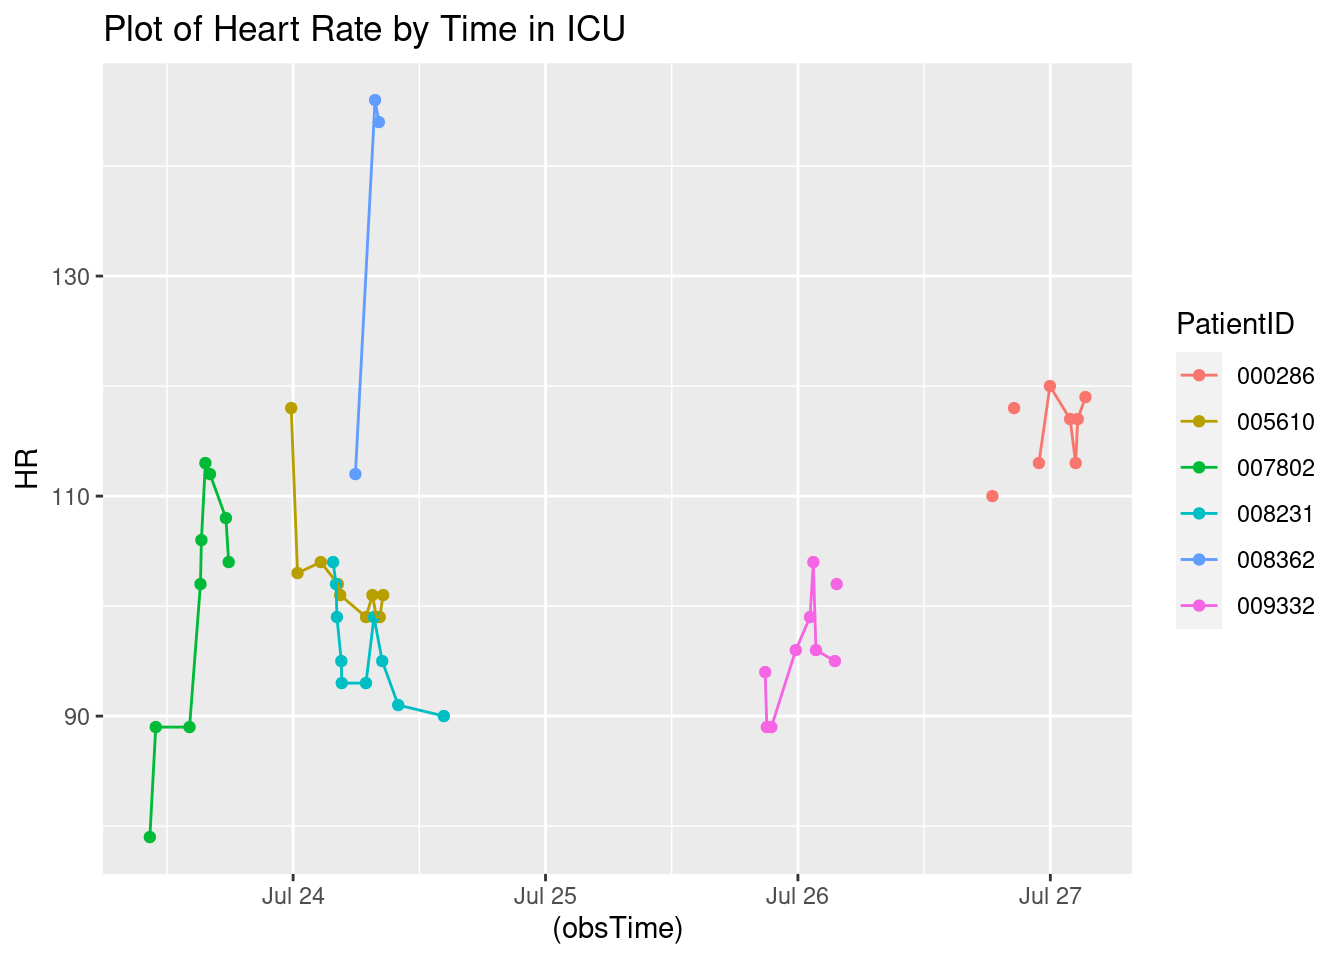 Plot of Heart Rate by Time in ICU
HR
130
110
90
Jul 24
Jul 25
Jul 26
Jul 27
(obsTime)
PatientID
000286
005610
007802
008231
008362
009332